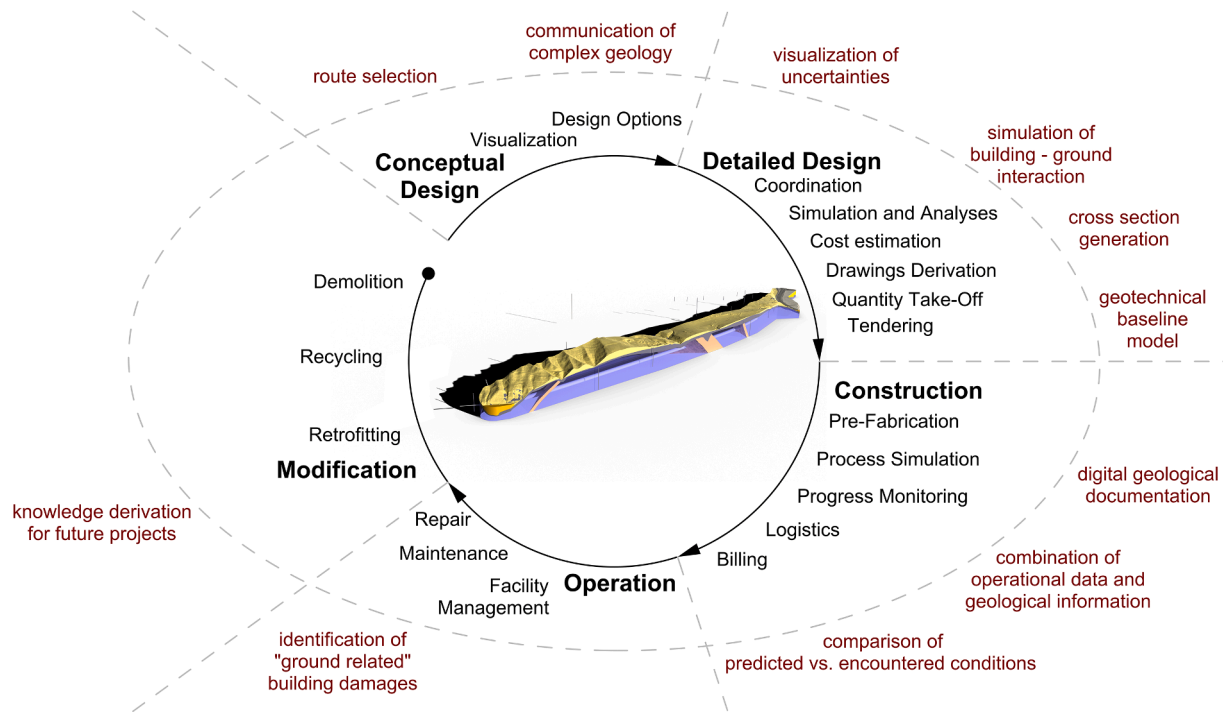 communication of
complex geology
route selection
visualization of
uncertainties
Design Options
Visualization
Conceptual
Design
Detailed Design
Coordination
Simulation and Analyses
Cost estimation
Drawings Derivation
Quantity Take-Off
Tendering
simulation of
building - ground
interaction
cross section
generation
geotechnical
baseline
model
Construction
Pre-Fabrication
Process Simulation
Progress Monitoring
Logistics
Billing
digital geological
documentation
combination of
operational data and
geological information
comparison of
predicted vs. encountered conditions
Operation
Facility
Management
Maintenance
Repair
identification of
"ground related"
building damages
Modification
Retrofitting
Recycling
Demolition
knowledge derivation
for future projects